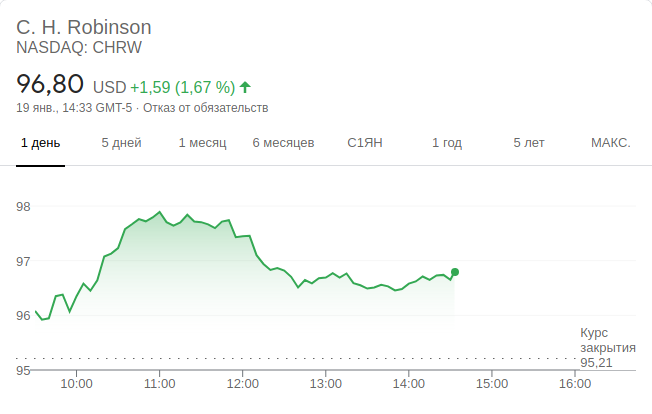 C. H. Robinson
NASDAQ: CHRW
96,80 USD +1,59 (1,67 %)
19 янв., 14:33 GMT-5 · Отказ от обязательств
1 день 5 дней 1 месяц 6 месяцев С1ЯН 1 год 5 лет МАКС.
98
97
96
Курс
закрытия
95,21
95
10:00 11:00 12:00 13:00 14:00 15:00 16:00